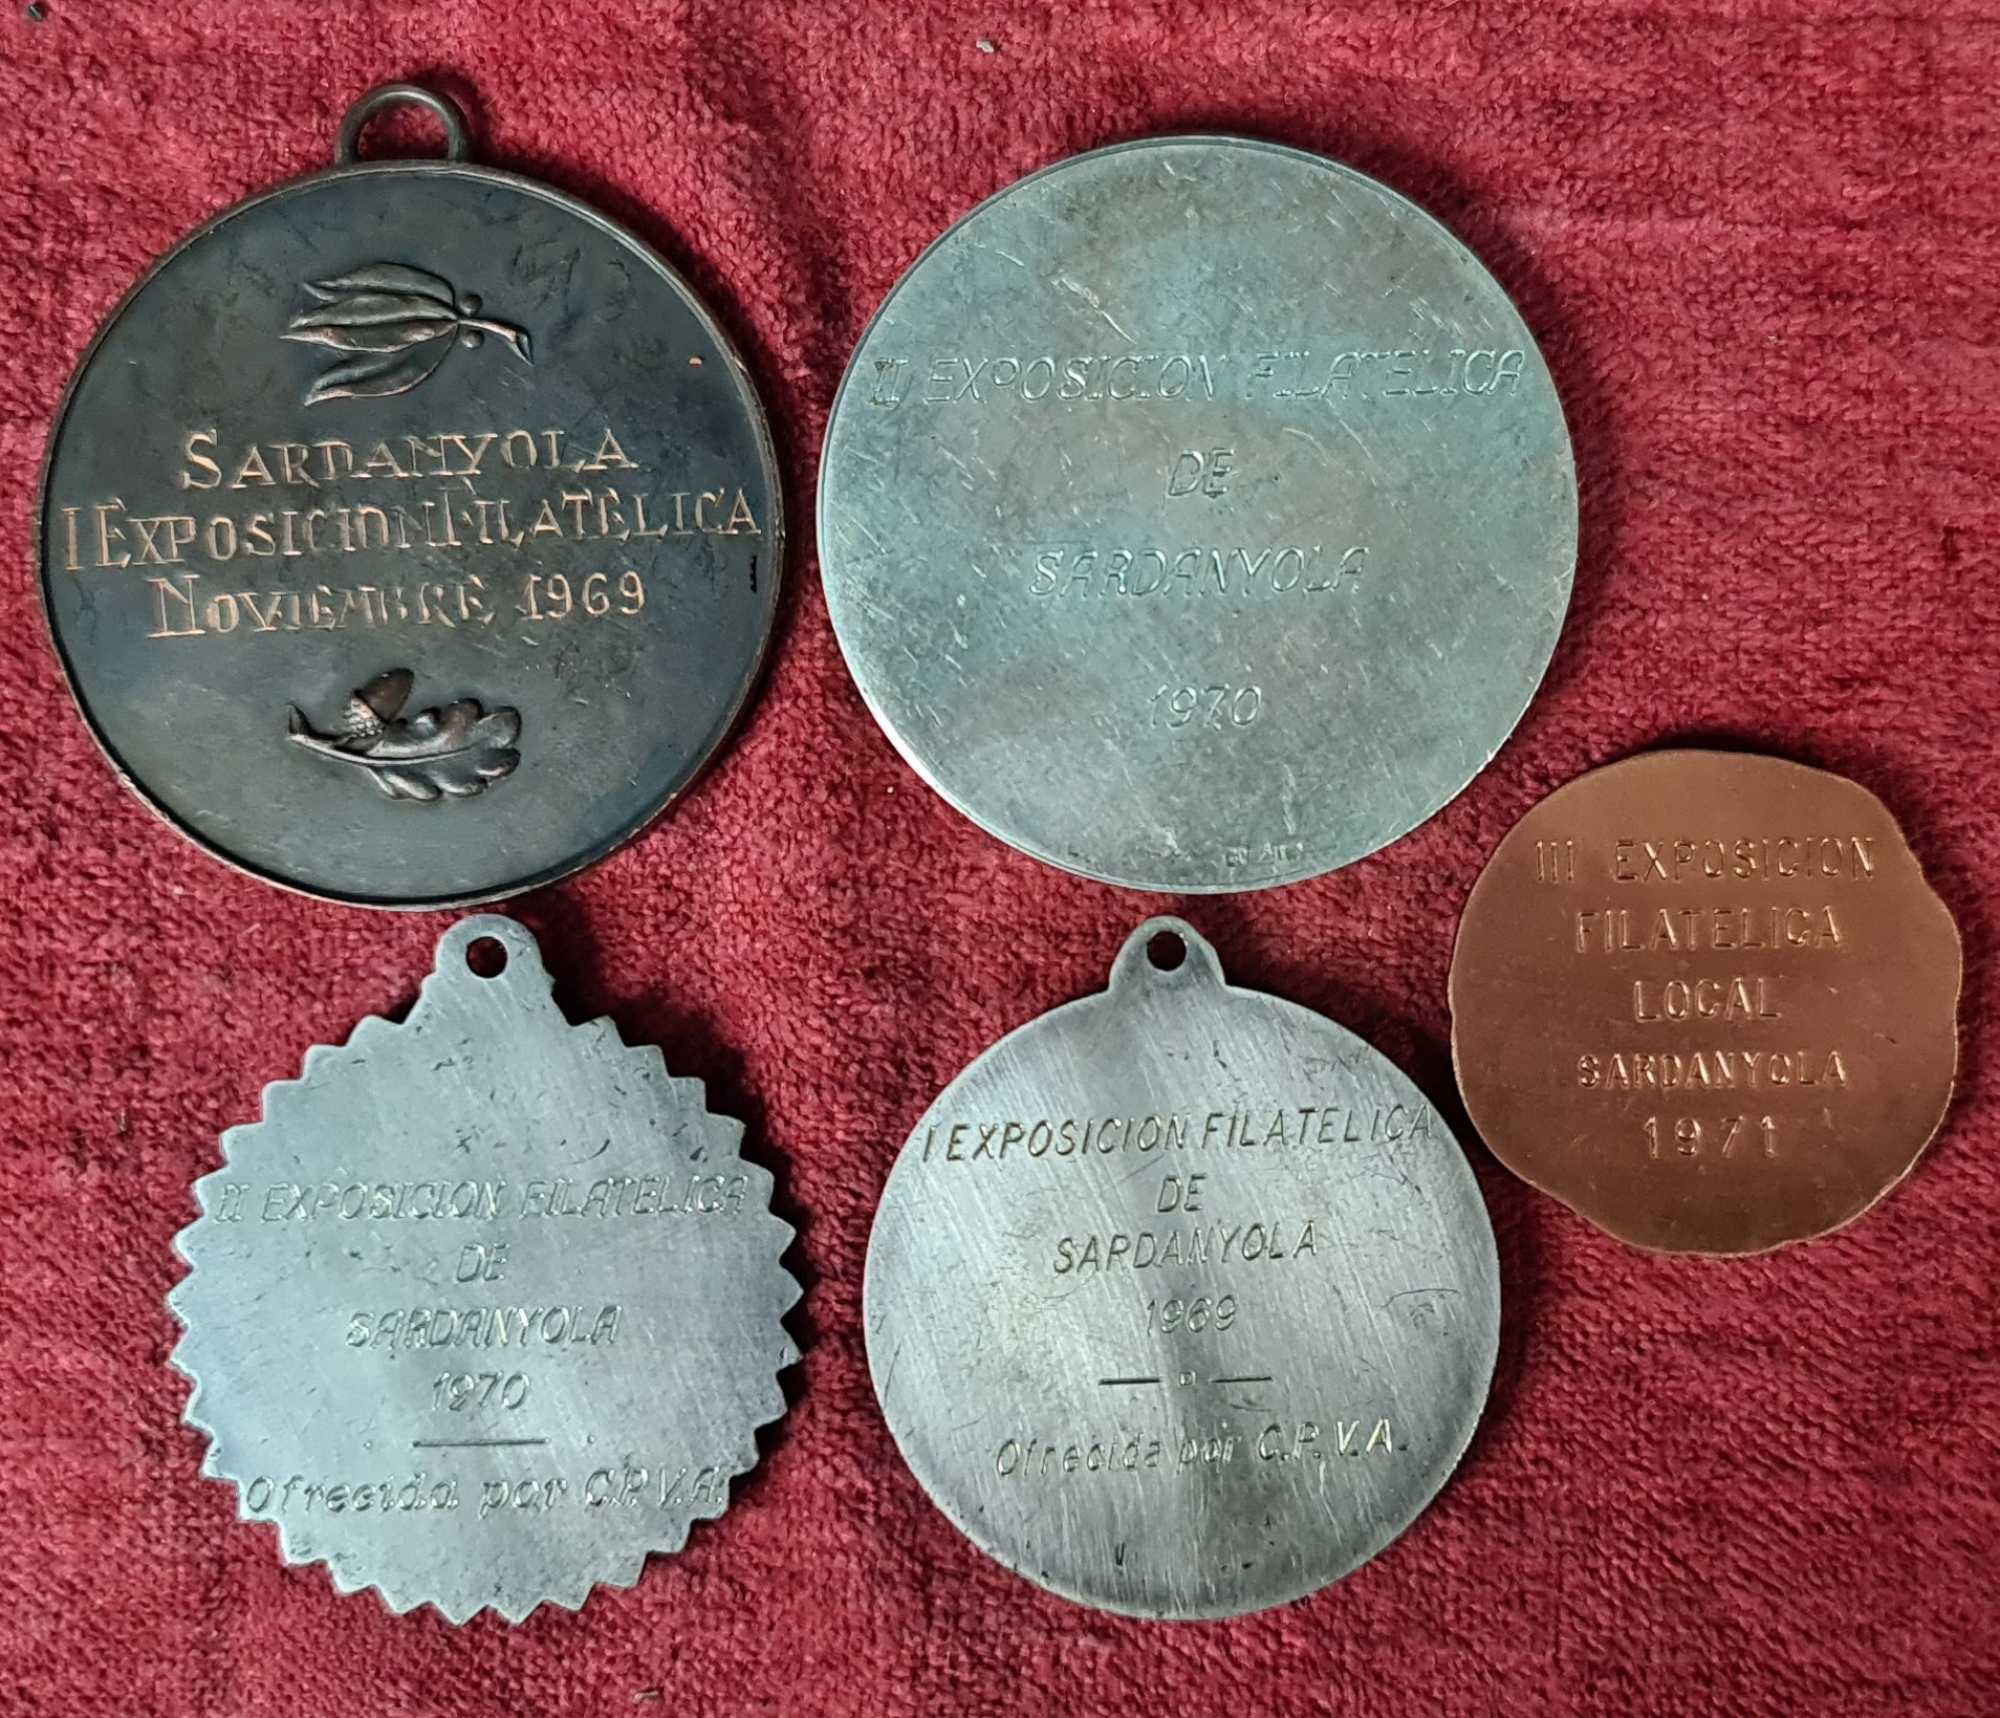 SARDANYOLA
I EXPOSICION FILATELICA
NOVIEMBRE 1969
II EXPOSICION FILATELICA
DE
SARDANYOLA
1970
III EXPOSICION
FILATELICA
LOCAL
SARDANYOLA
1971
II EXPOSICION FILATELICA
DE
SARDANYOLA
1970
Ofrecida por C.P.V.A.
I EXPOSICION FILATELICA
DE
SARDANYOLA
1969
Ofrecida por C.P.V.A.